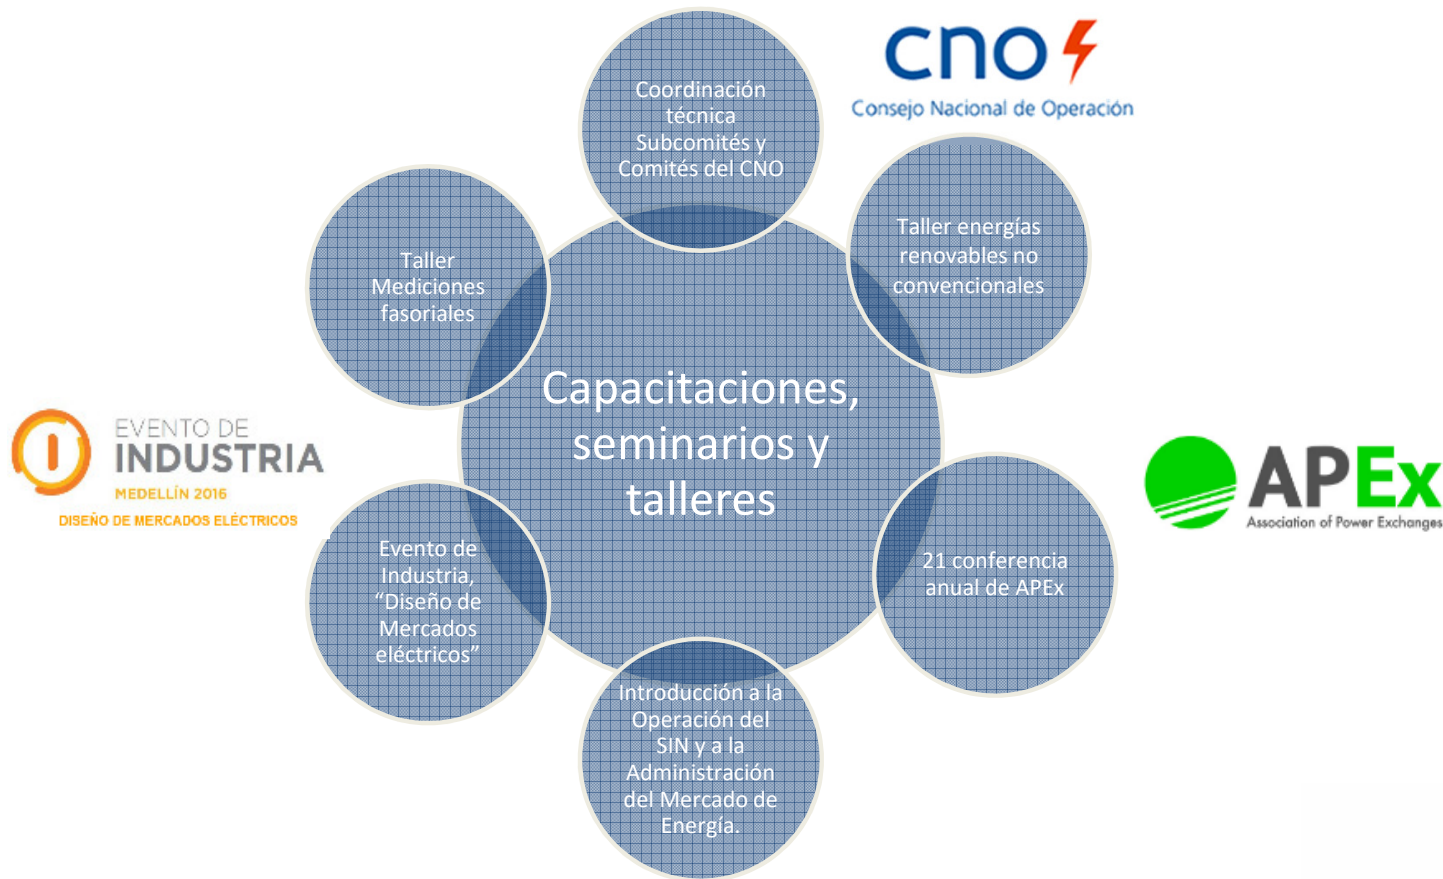 cno
Consejo Nacional de Operación
Coordinación
técnica
Subcomités y
Comités del CNO
Taller energías
renovables no
convencionales
Taller
Mediciones
fasoriales
Capacitaciones,
seminarios y
talleres
EVENTO DE
INDUSTRIA
MEDELLÍN 2016
DISEÑO DE MERCADOS ELÉCTRICOS
APEx
Association of Power Exchanges
Evento de
Industria,
“Diseño de
Mercados
eléctricos”
21 conferencia
anual de APEx
Introducción a la
Operación del
SIN y a la
Administración
del Mercado de
Energía.